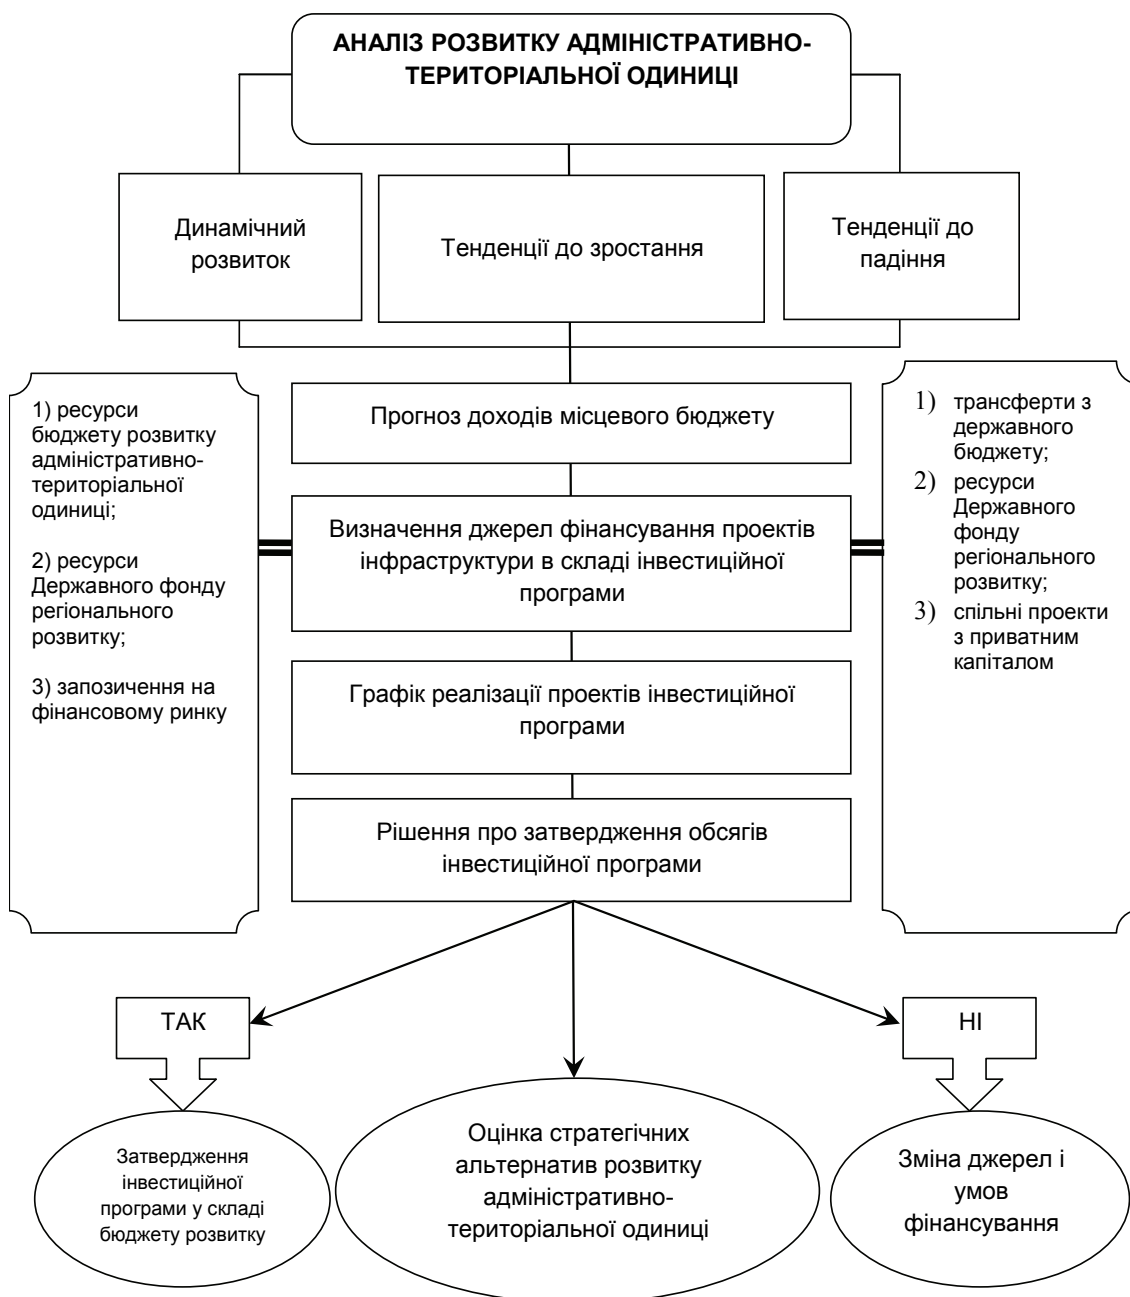 АНАЛІЗ РОЗВИТКУ АДМІНІСТРАТИВНО-
ТЕРИТОРІАЛЬНОЇ ОДИНИЦІ
Динамічний
розвиток
Тенденції до зростання
Тенденції до
падіння
1) ресурси
бюджету розвитку
адміністративно-
територіальної
одиниці;
2) ресурси
Державного фонду
регіонального
розвитку;
3) запозичення на
фінансовому ринку
Прогноз доходів місцевого бюджету
Визначення джерел фінансування проектів
інфраструктури в складі інвестиційної
програми
Графік реалізації проектів інвестиційної
програми
Рішення про затвердження обсягів
інвестиційної програми
1) трансферти з
державного
бюджету;
2) ресурси
Державного
фонду
регіонального
розвитку;
3) спільні проекти
з приватним
капіталом
ТАК
НІ
Затвердження
інвестиційної
програми у складі
бюджету розвитку
Оцінка стратегічних
альтернатив розвитку
адміністративно-
територіальної одиниці
Зміна джерел і
умов
фінансування